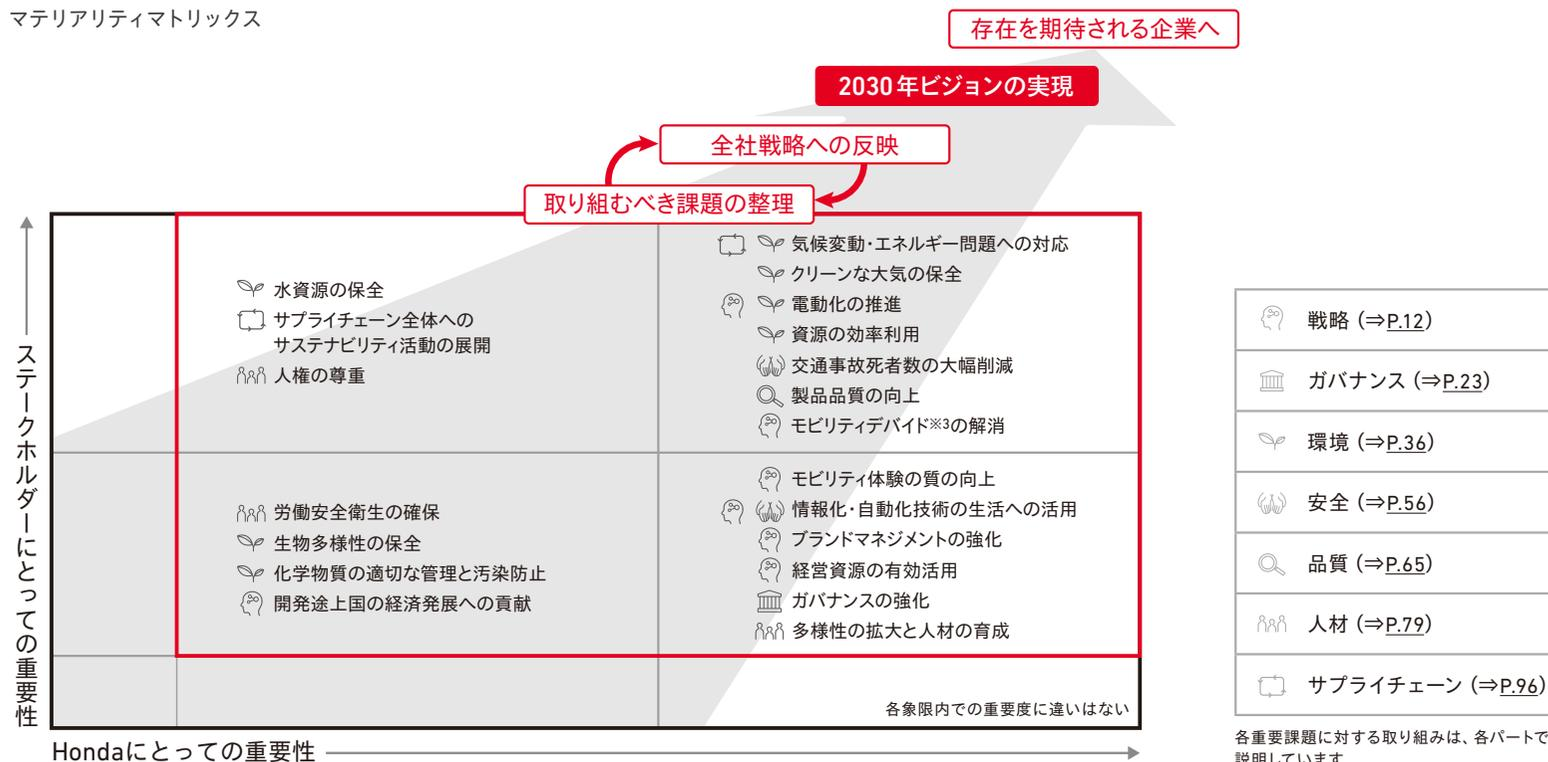 マテリアリティマトリックス
存在を期待される企業へ
2030年ビジョンの実現
全社戦略への反映
取り組むべき課題の整理
ステークホルダーにとっての重要性
水資源の保全
サプライチェーン全体への
サステナビリティ活動の展開
人権の尊重
気候変動・エネルギー問題への対応
クリーンな大気の保全
電動化の推進
資源の効率利用
交通事故死者数の大幅削減
製品品質の向上
モビリティデバイド※3の解消
労働安全衛生の確保
生物多様性の保全
化学物質の適切な管理と汚染防止
開発途上国の経済発展への貢献
モビリティ体験の質の向上
情報化・自動化技術の生活への活用
ブランドマネジメントの強化
経営資源の有効活用
ガバナンスの強化
多様性の拡大と人材の育成
各象限内での重要度に違いはない
Hondaにとっての重要性
戦略（⇒P.12）
ガバナンス（⇒P.23）
環境（⇒P.36）
安全（⇒P.56）
品質（⇒P.65）
人材（⇒P.79）
サプライチェーン（⇒P.96）
各重要課題に対する取り組みは、各パートで
説明しています